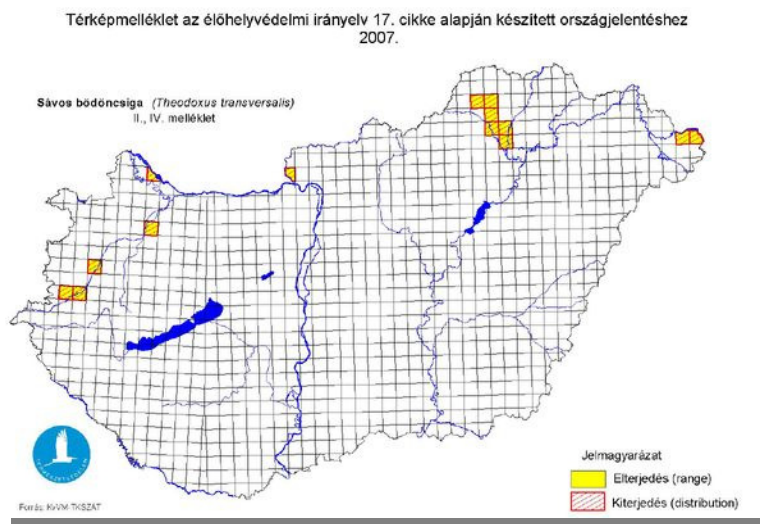 Térképmelléklet az élőhelyvédelmi irányelv 17. cikke alapján készített országjelentéshez
2007.
Sávos bödöncsiga (Theodoxus transversalis)
II., IV. melléklet
Jelmagyarázat
Elterjedés (range)
Kiterjedés (distribution)
Forrás: KvVM-TKSZAT